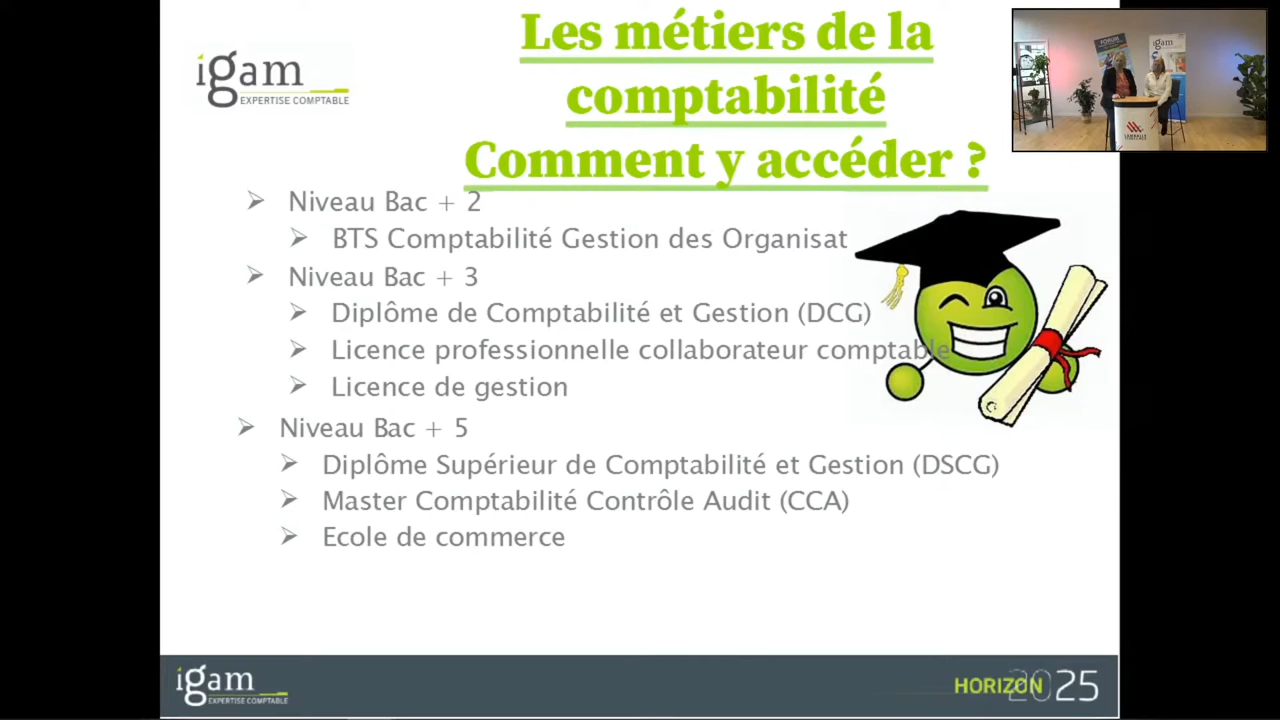 Les métiers de la
comptabilité
Comment y accéder ?
igam
EXPERTISE COMPTABLE
FORUM
igam
LAMBALLE
Niveau Bac + 2
BTS Comptabilité Gestion des Organisat
Niveau Bac + 3
Diplôme de Comptabilité et Gestion (DCG)
Licence professionnelle collaborateur comptable
Licence de gestion
Niveau Bac + 5
Diplôme Supérieur de Comptabilité et Gestion (DSCG)
Master Comptabilité Contrôle Audit (CCA)
Ecole de commerce
igam
EXPERTISE COMPTABLE
HORIZON 2025